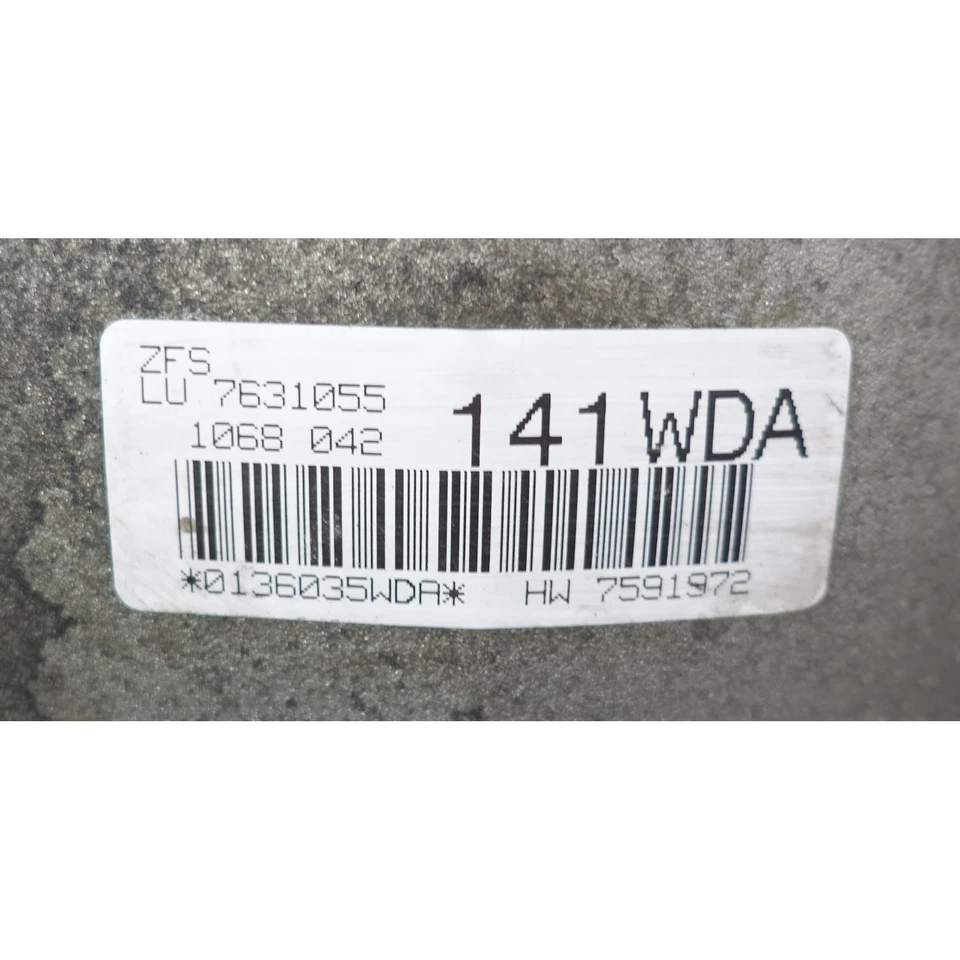 ZFS
LU 7631055
1068 042
141 WDA
*0136035WDA* HW 7591972